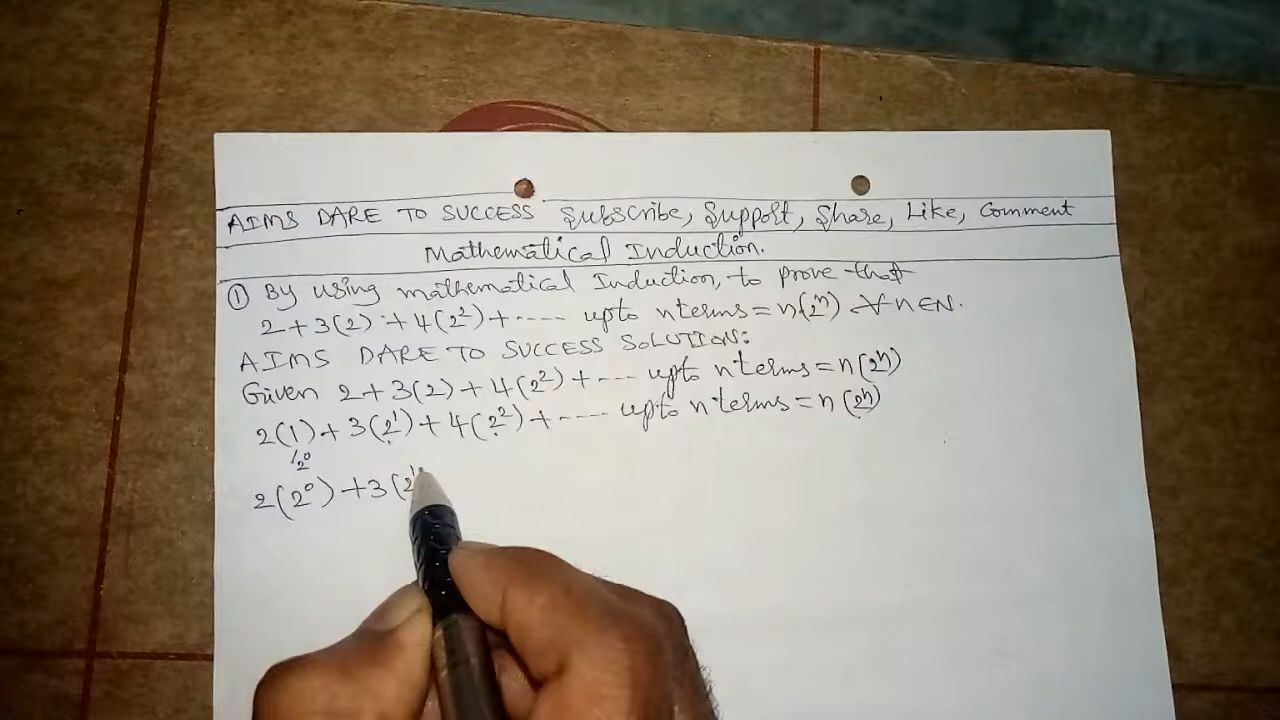 AIMS DARE TO SUCCESS Subscribe, Support, Share, Like, Comment
Mathematical Induction.
① By using mathematical Induction, to prove that
2+3(2)+4(2²)+---- upto n terms = n(2ⁿ) ∀ n ∈ N.
AIMS DARE TO SUCCESS SOLUTION:
Given 2+3(2)+4(2²)+--- upto n terms = n(2ⁿ)
2(1)+3(2¹)+4(2²)+---- upto n terms = n(2ⁿ)
2⁰
2(2⁰)+3(2¹